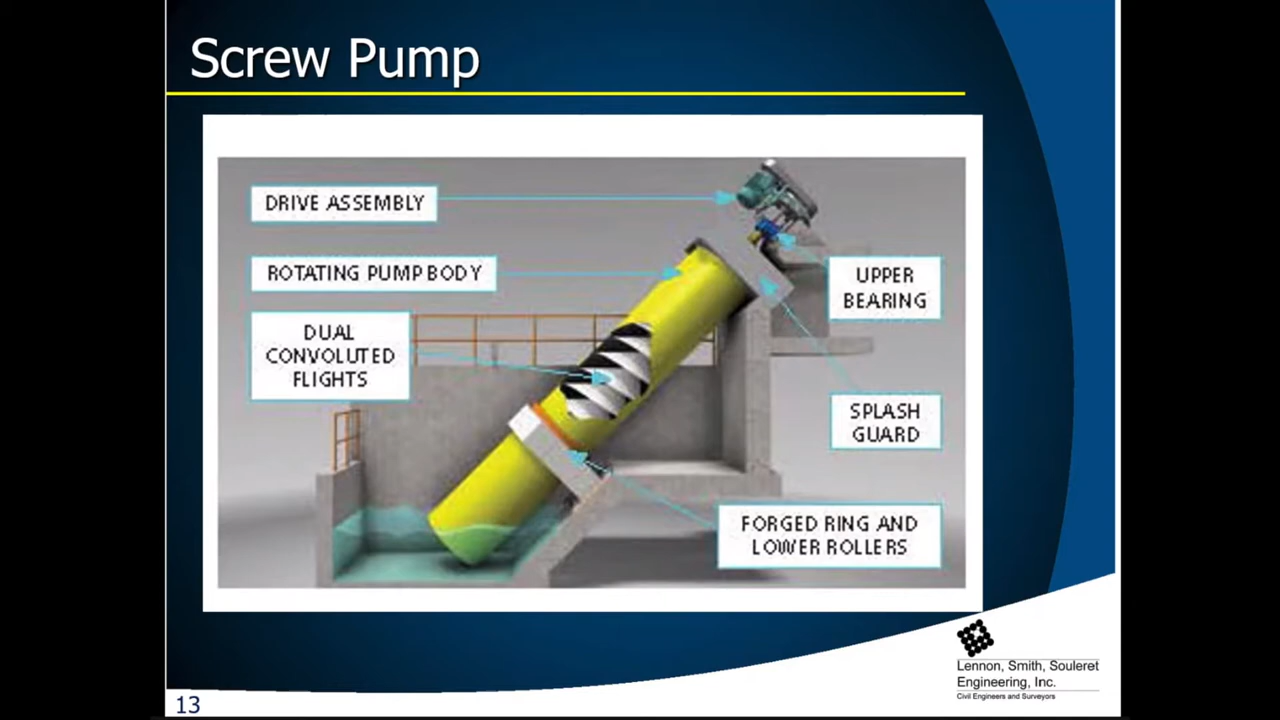 Screw Pump
DRIVE ASSEMBLY
ROTATING PUMP BODY
DUAL
CONVOLUTED
FLIGHTS
UPPER
BEARING
SPLASH
GUARD
FORGED RING AND
LOWER ROLLERS
Lennon, Smith, Souleret
Engineering, Inc.
Civil Engineers and Surveyors
13